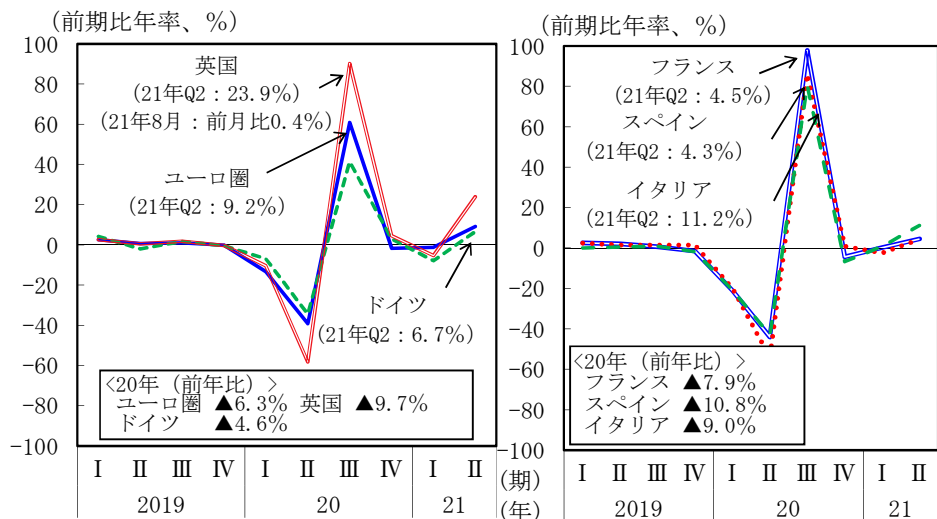 (前期比年率、%)
100
80
60
40
20
0
−20
−40
−60
−80
−100
英国
(21年Q2：23.9%)
(21年8月：前月比0.4%)
ユーロ圏
(21年Q2：9.2%)
ドイツ
(21年Q2：6.7%)
<20年（前年比）>
ユーロ圏 ▲6.3% 英国 ▲9.7%
ドイツ ▲4.6%
Ⅰ Ⅱ Ⅲ Ⅳ Ⅰ Ⅱ Ⅲ Ⅳ Ⅰ Ⅱ (期)
2019 20 21 (年)
(前期比年率、%)
100
80
60
40
20
0
−20
−40
−60
−80
−100
フランス
(21年Q2：4.5%)
スペイン
(21年Q2：4.3%)
イタリア
(21年Q2：11.2%)
<20年（前年比）>
フランス ▲7.9%
スペイン ▲10.8%
イタリア ▲9.0%
Ⅰ Ⅱ Ⅲ Ⅳ Ⅰ Ⅱ Ⅲ Ⅳ Ⅰ Ⅱ
2019 20 21